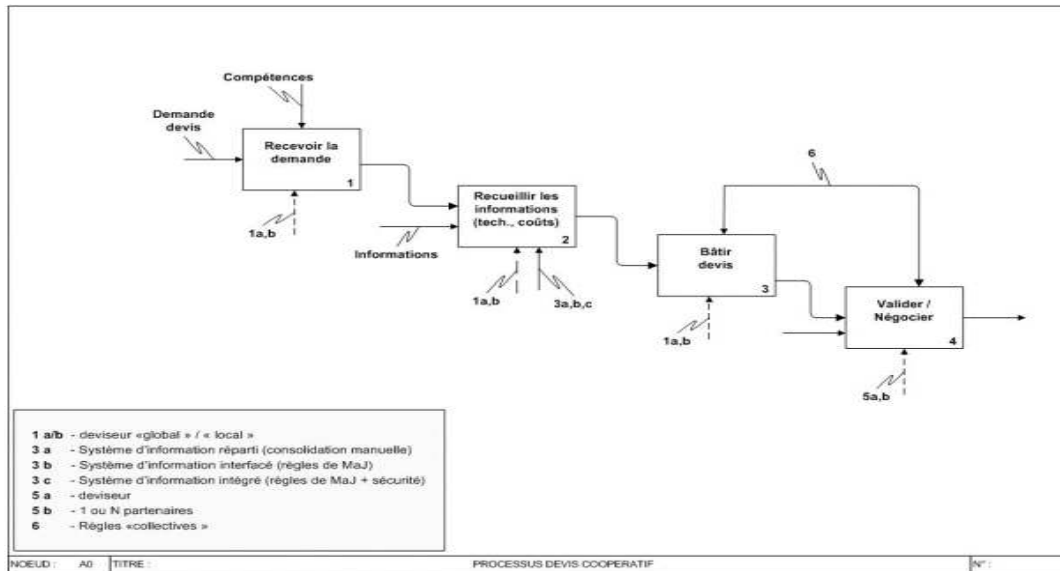 Compétences
Demande
devis
Recevoir la
demande
1
1a,b
Recueillir les
informations
(tech., coûts)
2
Informations
1a,b
3a,b,c
6
Bâtir
devis
3
1a,b
Valider /
Négocier
4
5a,b
1 a/b - deviseur «global » / « local »
3 a - Système d'information réparti (consolidation manuelle)
3 b - Système d'information interfacé (règles de MaJ)
3 c - Système d'information intégré (règles de MaJ + sécurité)
5 a - deviseur
5 b - 1 ou N partenaires
6 - Règles «collectives »
NOEUD : A0 TITRE : PROCESSUS DEVIS COOPERATIF N° :